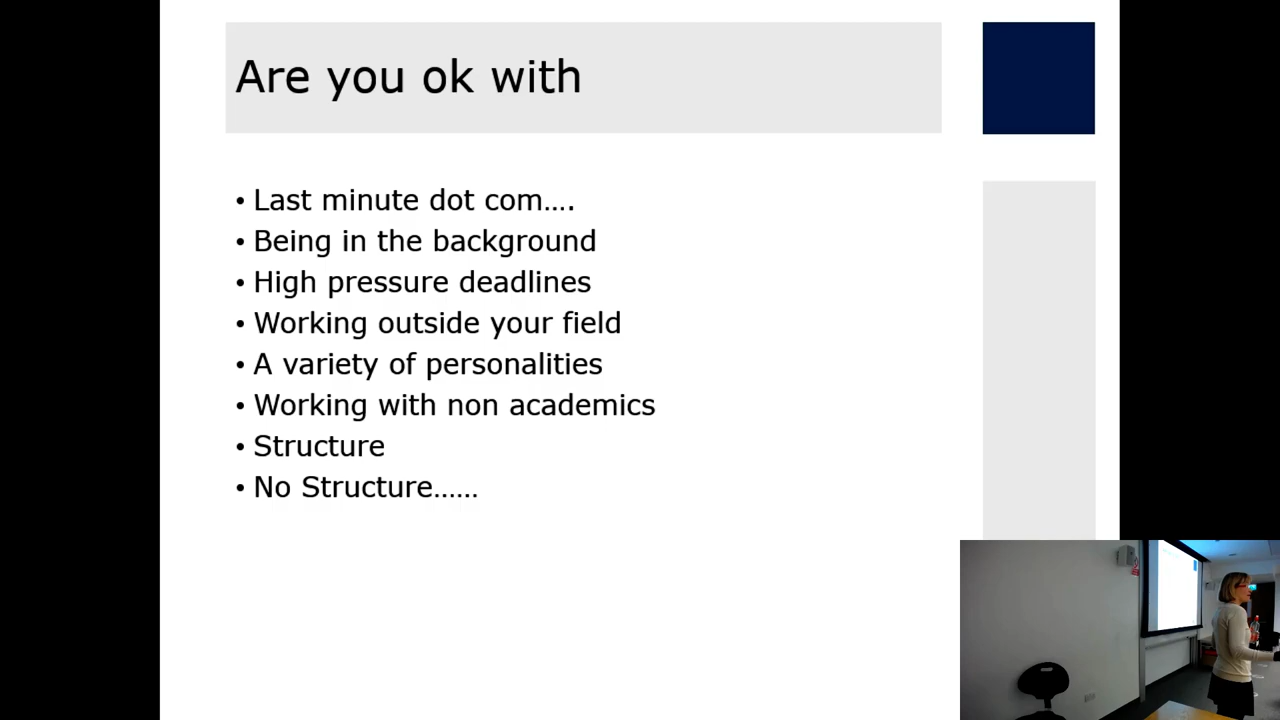 Are you ok with
• Last minute dot com....
• Being in the background
• High pressure deadlines
• Working outside your field
• A variety of personalities
• Working with non academics
• Structure
• No Structure......